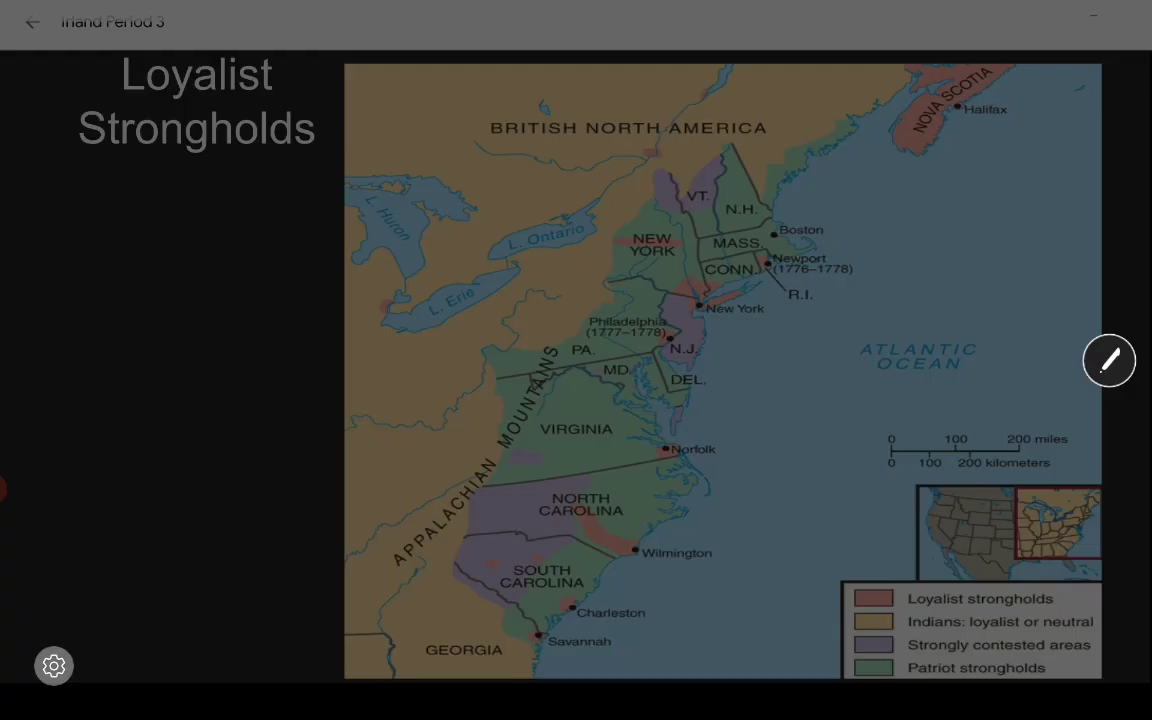 Period 3
Loyalist
Strongholds
NOVA SCOTIA
Halifax
BRITISH NORTH AMERICA
VT.
N.H.
L. Huron
L. Ontario
NEW
YORK
MASS.
Boston
CONN.
Newport
(1776–1778)
R.I.
L. Erie
New York
Philadelphia
(1777–1778)
N.J.
PA.
MD.
DEL.
ATLANTIC
OCEAN
APPALACHIAN MOUNTAINS
VIRGINIA
Norfolk
0 100 200 miles
0 100 200 kilometers
NORTH
CAROLINA
Wilmington
SOUTH
CAROLINA
Charleston
GEORGIA
Savannah
Loyalist strongholds
Indians: loyalist or neutral
Strongly contested areas
Patriot strongholds